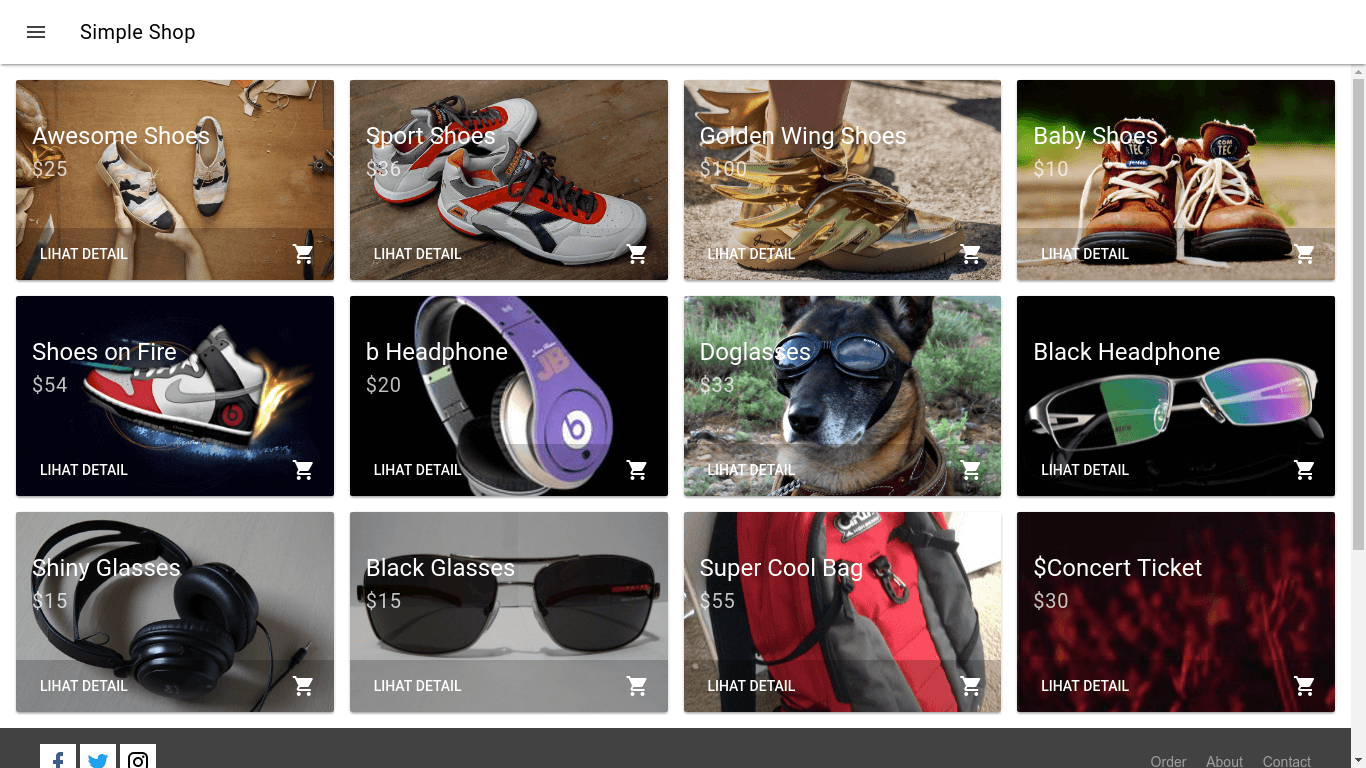 Simple Shop
Awesome Shoes
$25
LIHAT DETAIL
Sport Shoes
$36
LIHAT DETAIL
Golden Wing Shoes
$100
LIHAT DETAIL
Baby Shoes
$10
COM
TEC
LIHAT DETAIL
Shoes on Fire
$54
LIHAT DETAIL
b Headphone
$20
JB
LIHAT DETAIL
Doglasses
$33
LIHAT DETAIL
Black Headphone
LIHAT DETAIL
Shiny Glasses
$15
LIHAT DETAIL
Black Glasses
$15
LIHAT DETAIL
Super Cool Bag
$55
LIHAT DETAIL
$Concert Ticket
$30
LIHAT DETAIL
Order About Contact